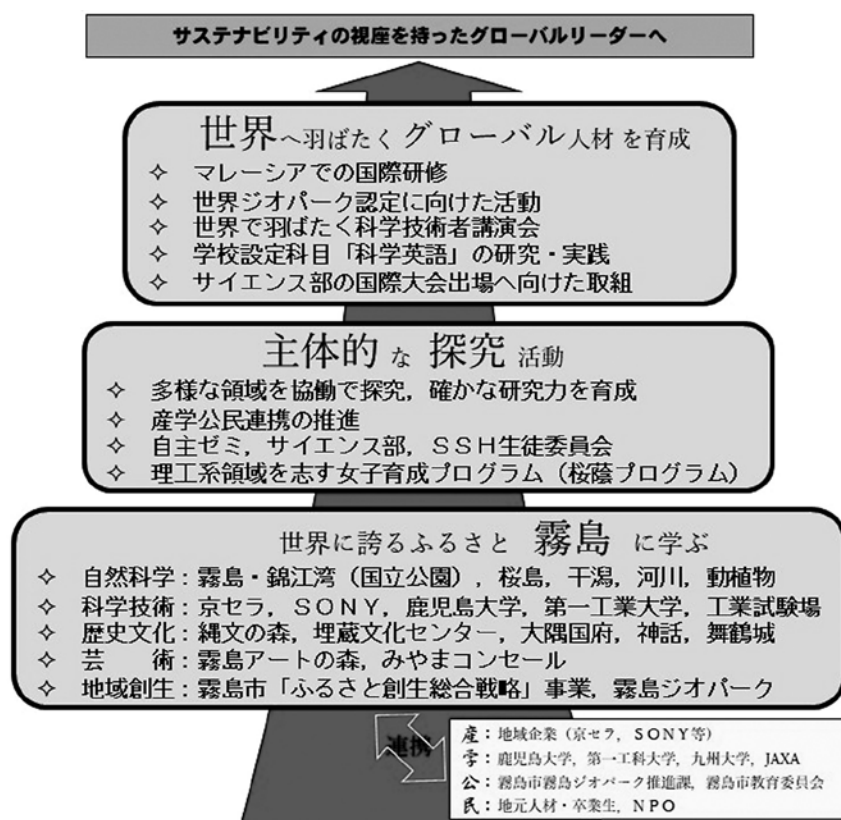 サステナビリティの視座を持ったグローバルリーダーへ
世界へ羽ばたくグローバル人材を育成
✧ マレーシアでの国際研修
✧ 世界ジオパーク認定に向けた活動
✧ 世界で羽ばたく科学技術者講演会
✧ 学校設定科目「科学英語」の研究・実践
✧ サイエンス部の国際大会出場へ向けた取組
主体的な探究活動
✧ 多様な領域を協働で探究，確かな研究力を育成
✧ 産学公民連携の推進
✧ 自主ゼミ，サイエンス部，ＳＳＨ生徒委員会
✧ 理工系領域を志す女子育成プログラム（桜蔭プログラム）
世界に誇るふるさと 霧島 に学ぶ
✧ 自然科学：霧島・錦江湾（国立公園），桜島，干潟，河川，動植物
✧ 科学技術：京セラ，ＳＯＮＹ，鹿児島大学，第一工業大学，工業試験場
✧ 歴史文化：縄文の森，埋蔵文化センター，大隅国府，神話，舞鶴城
✧ 芸　術：霧島アートの森，みやまコンセール
✧ 地域創生：霧島市「ふるさと創生総合戦略」事業，霧島ジオパーク
連携
産：地域企業（京セラ，ＳＯＮＹ等）
学：鹿児島大学，第一工科大学，九州大学，JAXA
公：霧島市霧島ジオパーク推進課，霧島市教育委員会
民：地元人材・卒業生，ＮＰＯ